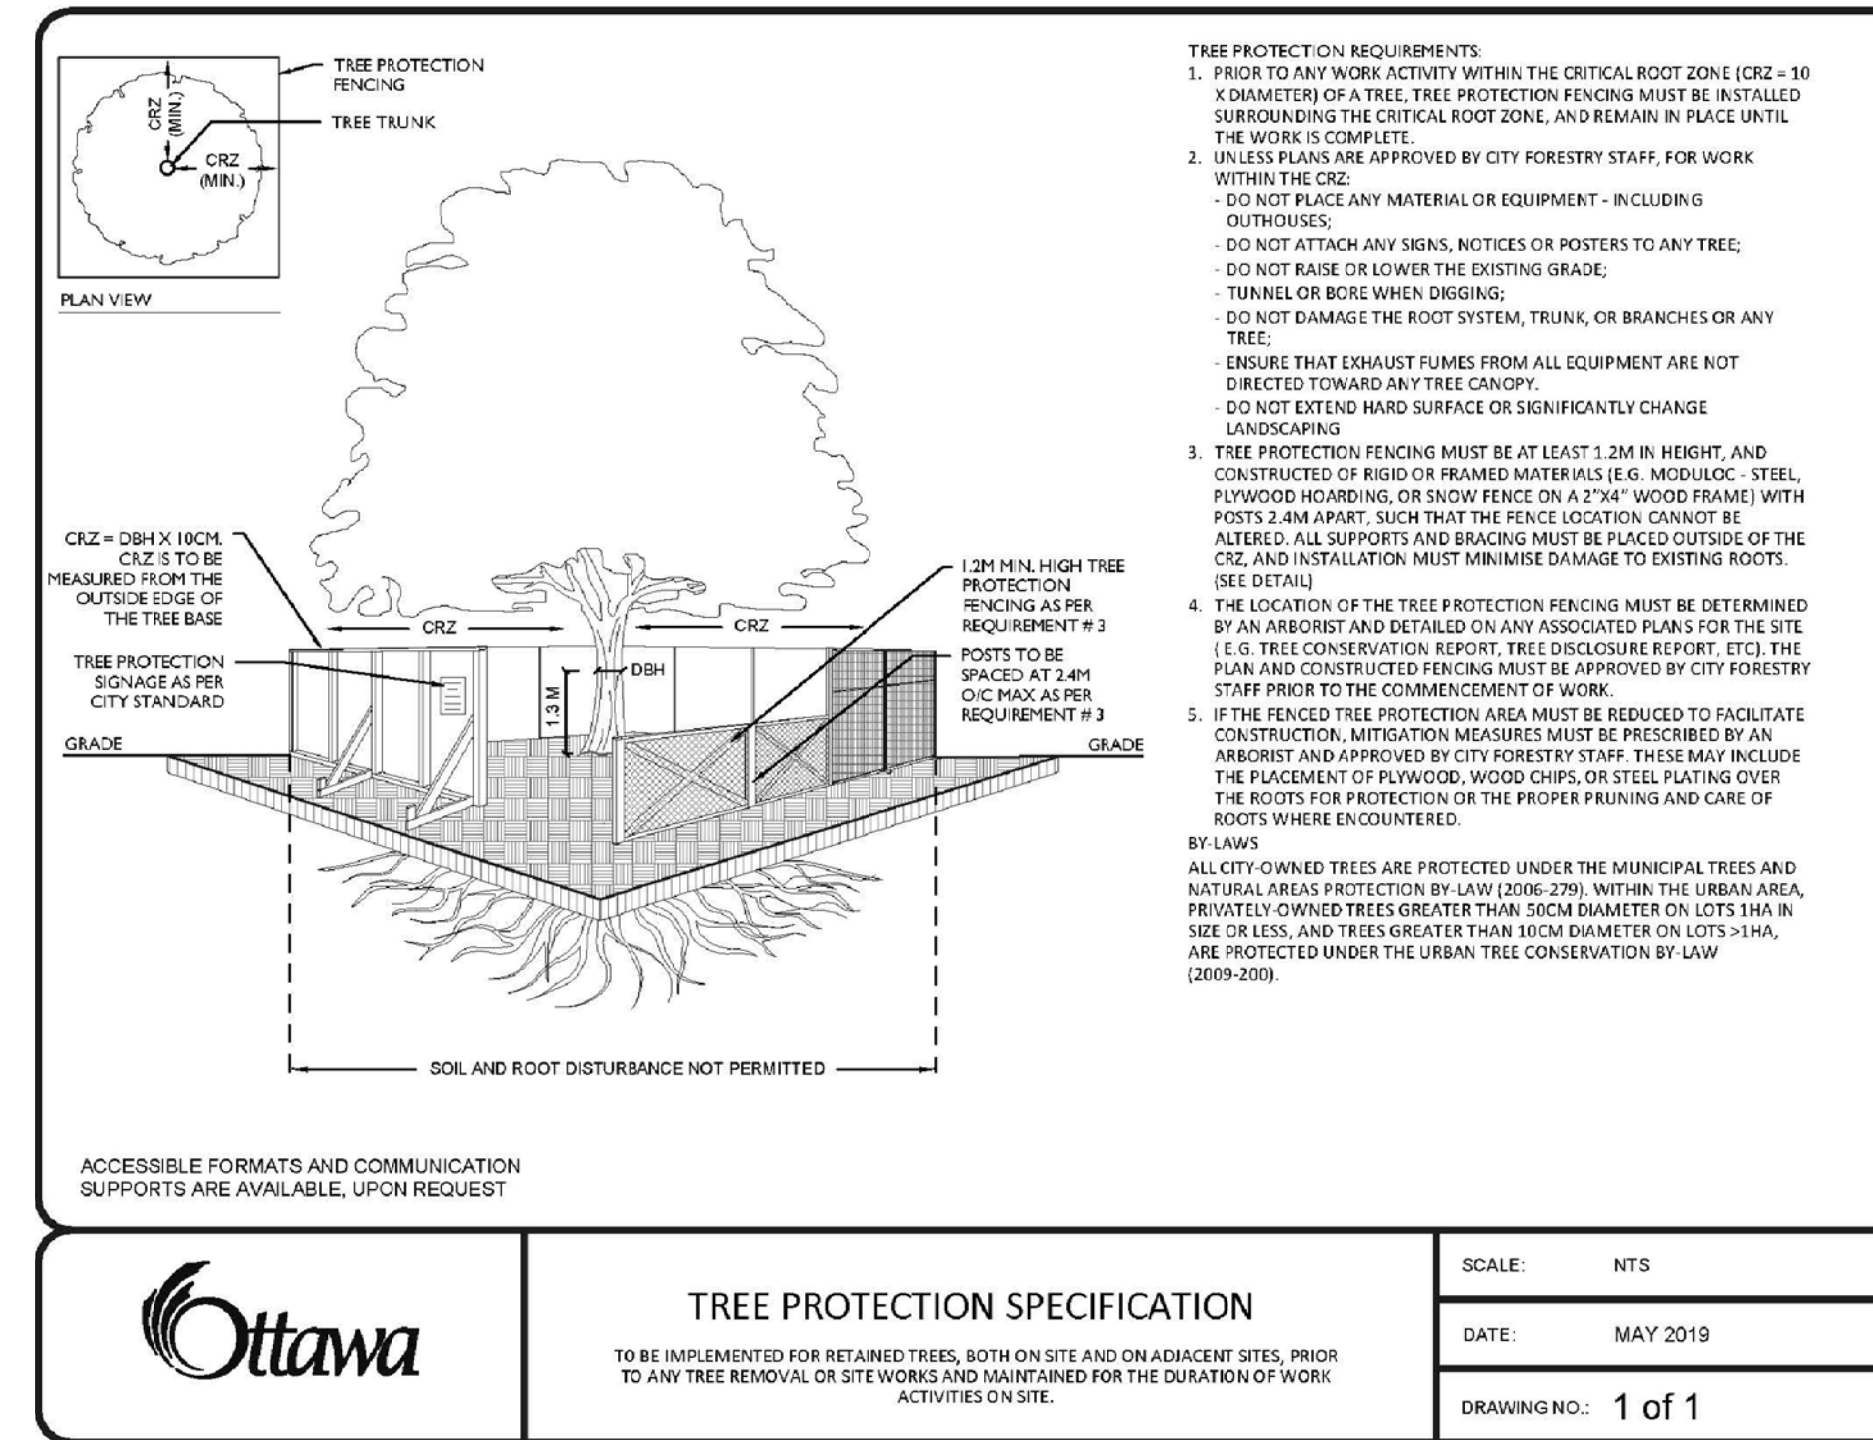 TREE PROTECTION
FENCING
TREE TRUNK
CRZ
(MIN.)
CRZ
(MIN.)
PLAN VIEW
CRZ = DBH X 10CM.
CRZ IS TO BE
MEASURED FROM THE
OUTSIDE EDGE OF
THE TREE BASE
TREE PROTECTION
SIGNAGE AS PER
CITY STANDARD
GRADE
CRZ
CRZ
DBH
1.3 M
1.2M MIN. HIGH TREE
PROTECTION
FENCING AS PER
REQUIREMENT # 3
POSTS TO BE
SPACED AT 2.4M
O/C MAX AS PER
REQUIREMENT # 3
GRADE
SOIL AND ROOT DISTURBANCE NOT PERMITTED
ACCESSIBLE FORMATS AND COMMUNICATION
SUPPORTS ARE AVAILABLE, UPON REQUEST
TREE PROTECTION REQUIREMENTS:
1. PRIOR TO ANY WORK ACTIVITY WITHIN THE CRITICAL ROOT ZONE (CRZ = 10
X DIAMETER) OF A TREE, TREE PROTECTION FENCING MUST BE INSTALLED
SURROUNDING THE CRITICAL ROOT ZONE, AND REMAIN IN PLACE UNTIL
THE WORK IS COMPLETE.
2. UNLESS PLANS ARE APPROVED BY CITY FORESTRY STAFF, FOR WORK
WITHIN THE CRZ:
- DO NOT PLACE ANY MATERIAL OR EQUIPMENT - INCLUDING
OUTHOUSES;
- DO NOT ATTACH ANY SIGNS, NOTICES OR POSTERS TO ANY TREE;
- DO NOT RAISE OR LOWER THE EXISTING GRADE;
- TUNNEL OR BORE WHEN DIGGING;
- DO NOT DAMAGE THE ROOT SYSTEM, TRUNK, OR BRANCHES OR ANY
TREE;
- ENSURE THAT EXHAUST FUMES FROM ALL EQUIPMENT ARE NOT
DIRECTED TOWARD ANY TREE CANOPY.
- DO NOT EXTEND HARD SURFACE OR SIGNIFICANTLY CHANGE
LANDSCAPING
3. TREE PROTECTION FENCING MUST BE AT LEAST 1.2M IN HEIGHT, AND
CONSTRUCTED OF RIGID OR FRAMED MATERIALS (E.G. MODULOC - STEEL,
PLYWOOD HOARDING, OR SNOW FENCE ON A 2"X4" WOOD FRAME) WITH
POSTS 2.4M APART, SUCH THAT THE FENCE LOCATION CANNOT BE
ALTERED. ALL SUPPORTS AND BRACING MUST BE PLACED OUTSIDE OF THE
CRZ, AND INSTALLATION MUST MINIMISE DAMAGE TO EXISTING ROOTS.
(SEE DETAIL)
4. THE LOCATION OF THE TREE PROTECTION FENCING MUST BE DETERMINED
BY AN ARBORIST AND DETAILED ON ANY ASSOCIATED PLANS FOR THE SITE
( E.G. TREE CONSERVATION REPORT, TREE DISCLOSURE REPORT, ETC). THE
PLAN AND CONSTRUCTED FENCING MUST BE APPROVED BY CITY FORESTRY
STAFF PRIOR TO THE COMMENCEMENT OF WORK.
5. IF THE FENCED TREE PROTECTION AREA MUST BE REDUCED TO FACILITATE
CONSTRUCTION, MITIGATION MEASURES MUST BE PRESCRIBED BY AN
ARBORIST AND APPROVED BY CITY FORESTRY STAFF. THESE MAY INCLUDE
THE PLACEMENT OF PLYWOOD, WOOD CHIPS, OR STEEL PLATING OVER
THE ROOTS FOR PROTECTION OR THE PROPER PRUNING AND CARE OF
ROOTS WHERE ENCOUNTERED.
BY-LAWS
ALL CITY-OWNED TREES ARE PROTECTED UNDER THE MUNICIPAL TREES AND
NATURAL AREAS PROTECTION BY-LAW (2006-279). WITHIN THE URBAN AREA,
PRIVATELY-OWNED TREES GREATER THAN 50CM DIAMETER ON LOTS 1HA IN
SIZE OR LESS, AND TREES GREATER THAN 10CM DIAMETER ON LOTS >1HA,
ARE PROTECTED UNDER THE URBAN TREE CONSERVATION BY-LAW
(2009-200).
Ottawa
TREE PROTECTION SPECIFICATION
TO BE IMPLEMENTED FOR RETAINED TREES, BOTH ON SITE AND ON ADJACENT SITES, PRIOR
TO ANY TREE REMOVAL OR SITE WORKS AND MAINTAINED FOR THE DURATION OF WORK
ACTIVITIES ON SITE.
SCALE: NTS
DATE: MAY 2019
DRAWING NO.: 1 of 1